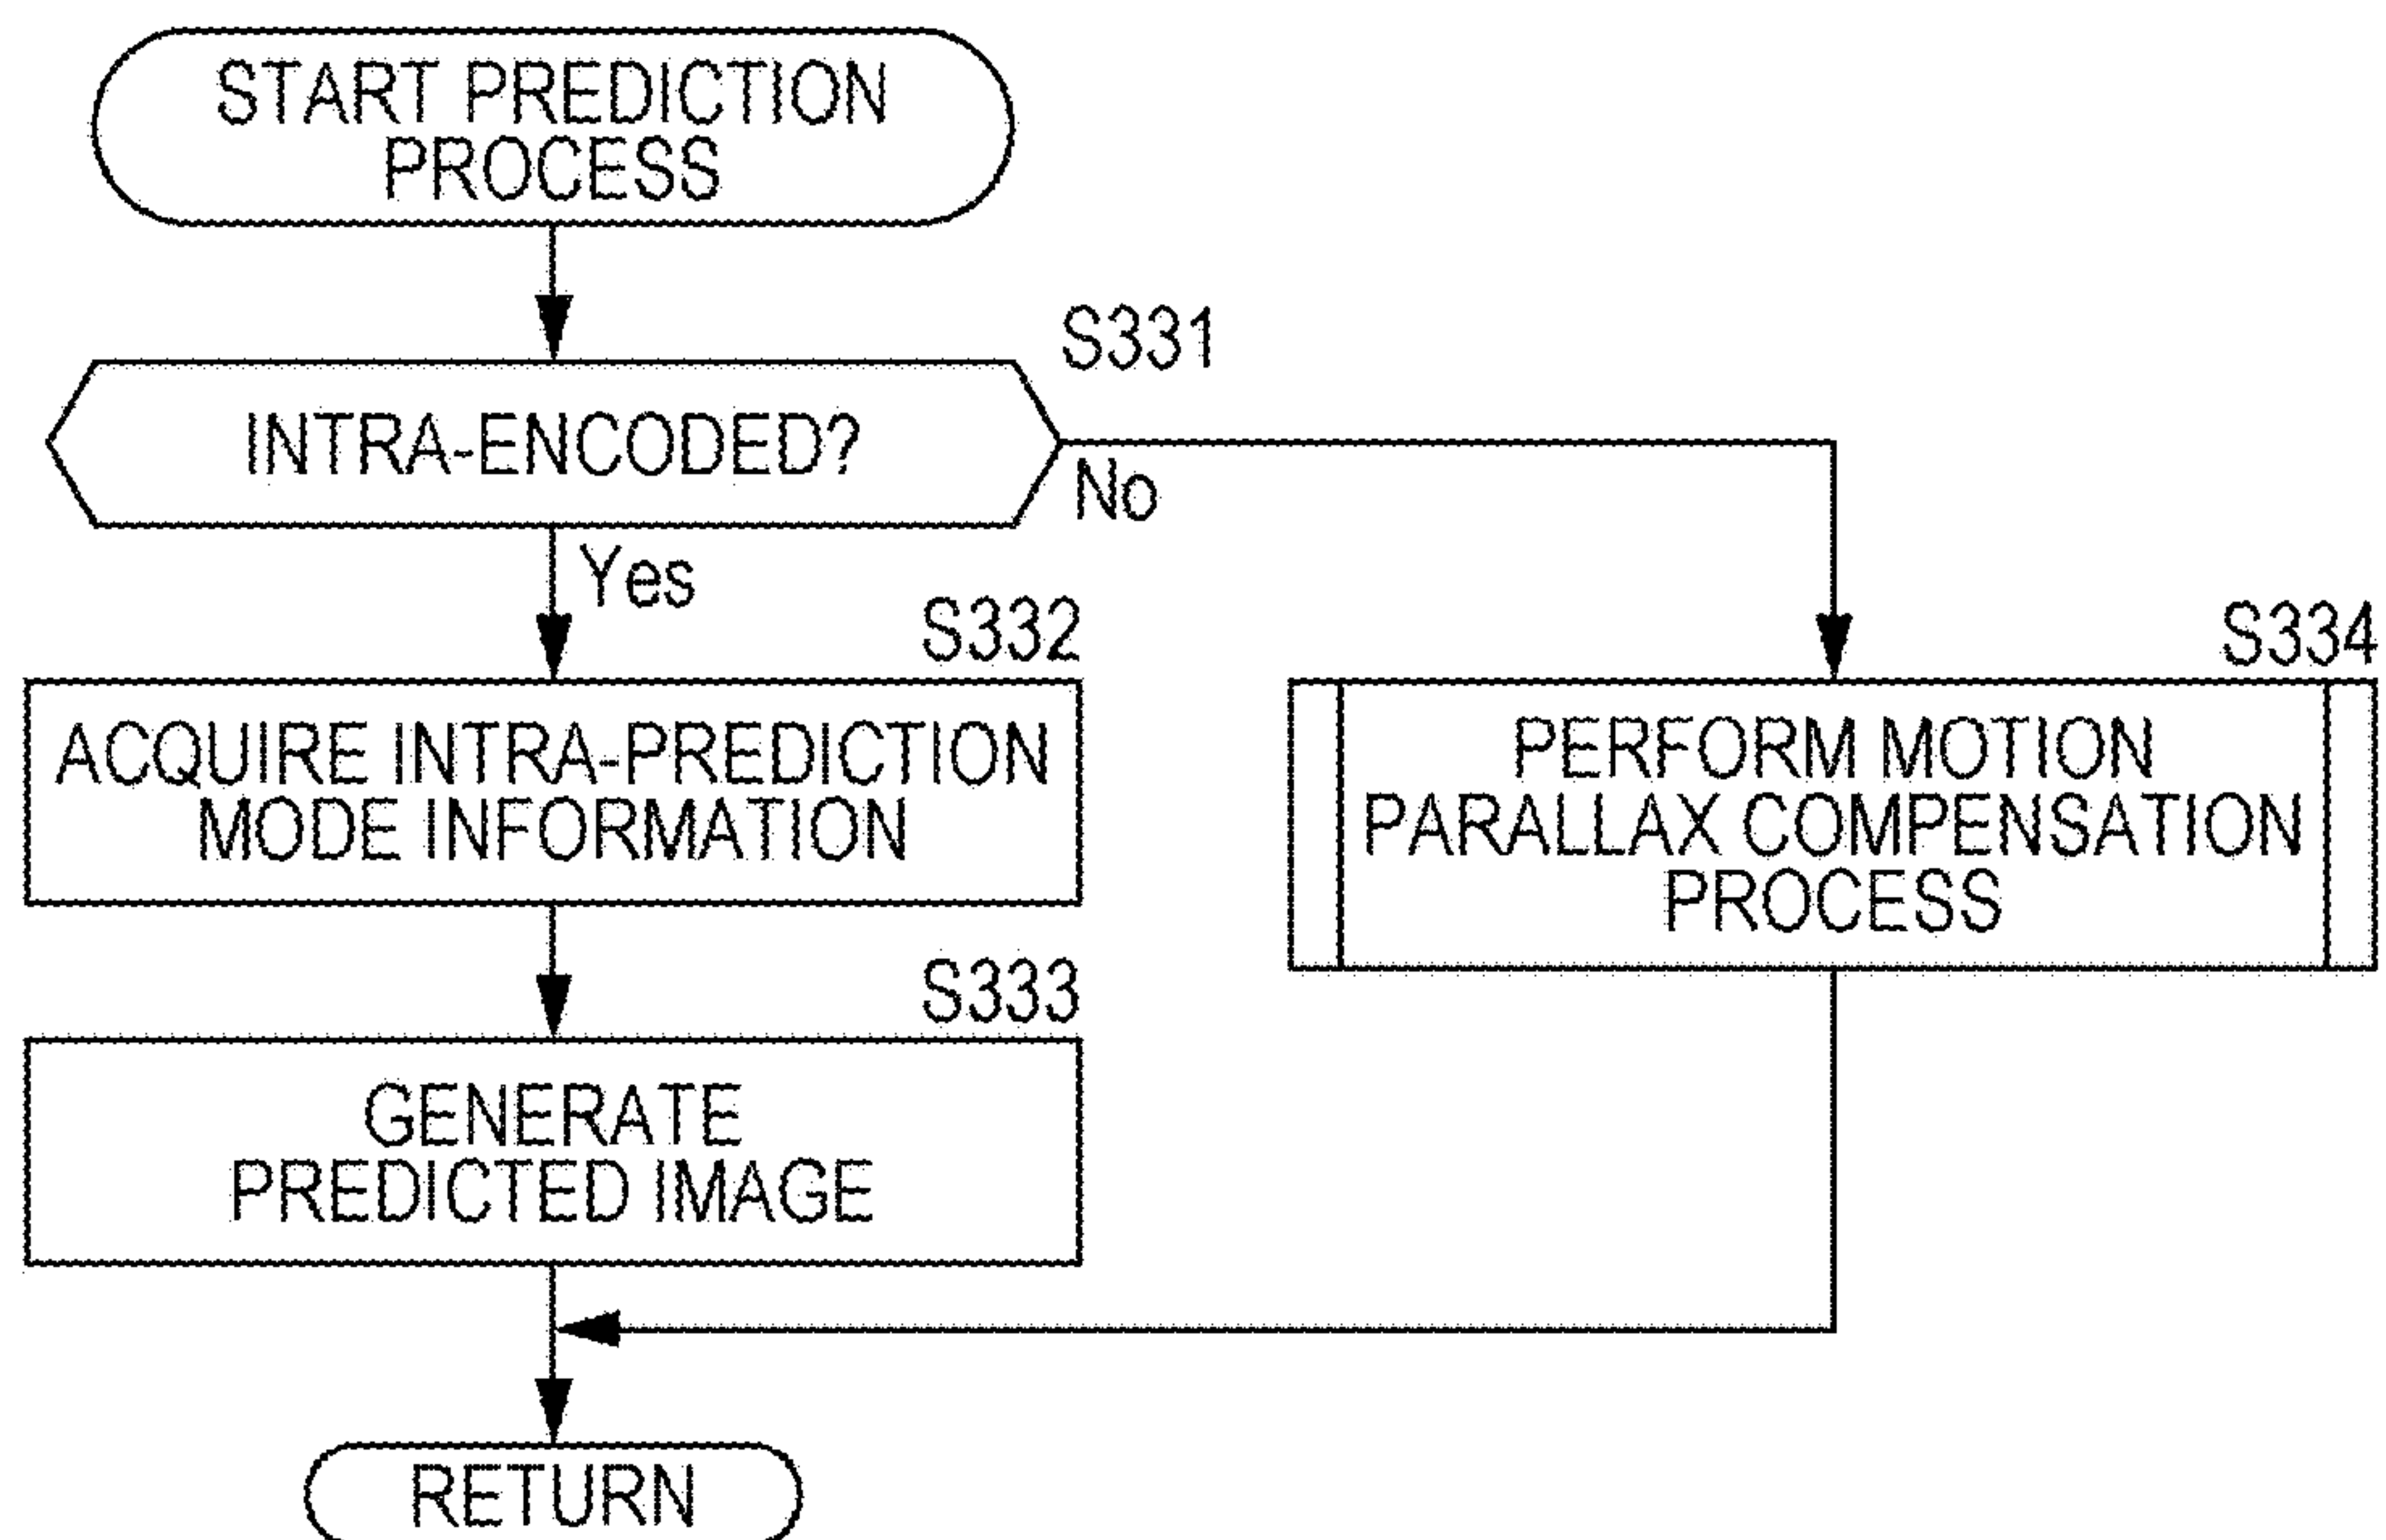 START PREDICTION
PROCESS
S331
INTRA-ENCODED?
No
Yes
S332
ACQUIRE INTRA-PREDICTION
MODE INFORMATION
S334
PERFORM MOTION
PARALLAX COMPENSATION
PROCESS
S333
GENERATE
PREDICTED IMAGE
RETURN